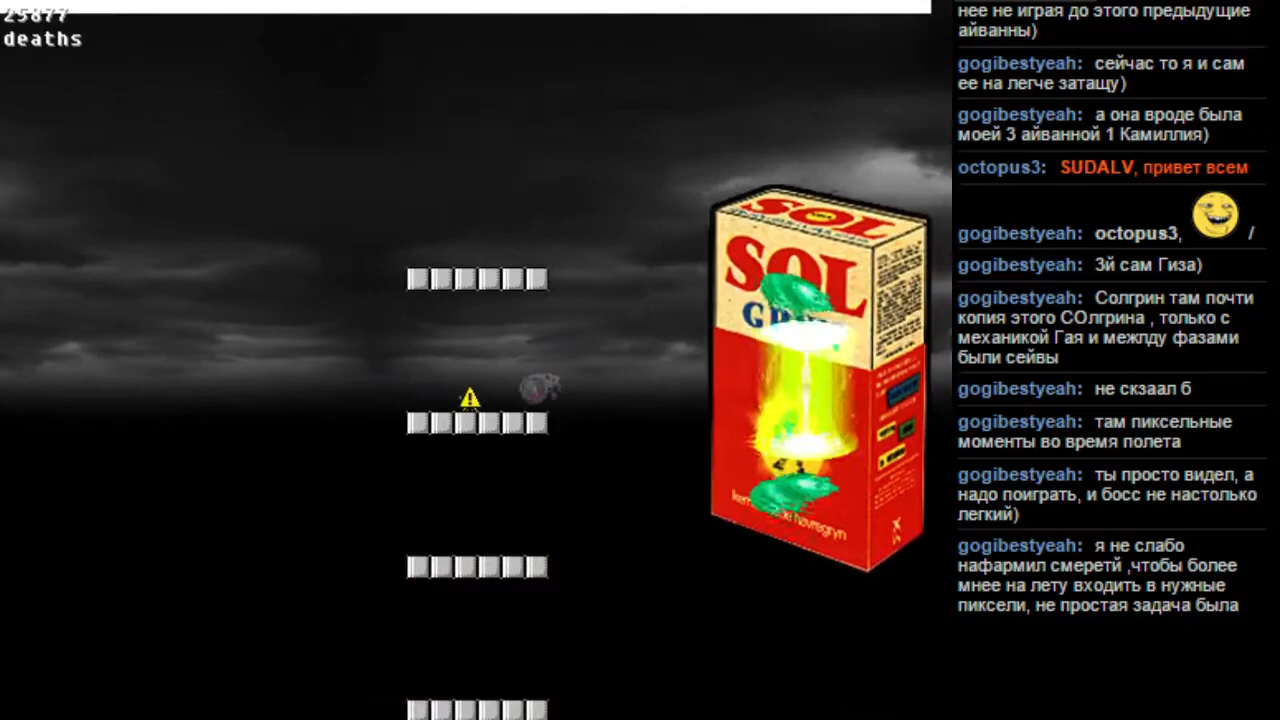 25877
deaths
SOL
SOL
havregryn
нее не играя до этого предыдущие
айванны)
gogibestyeah: сейчас то я и сам
ее на легче затащу)
gogibestyeah: а она вроде была
моей 3 айванной 1 Камиллия)
octopus3: SUDALV, привет всем
gogibestyeah: octopus3, /
gogibestyeah: 3й сам Гиза)
gogibestyeah: Солгрин там почти
копия этого СОлгрина , только с
механикой Гая и межлду фазами
были сейвы
gogibestyeah: не скзаал б
gogibestyeah: там пиксельные
моменты во время полета
gogibestyeah: ты просто видел, а
надо поиграть, и босс не настолько
легкий)
gogibestyeah: я не слабо
нафармил смеретй ,чтобы более
мнее на лету входить в нужные
пиксели, не простая задача была